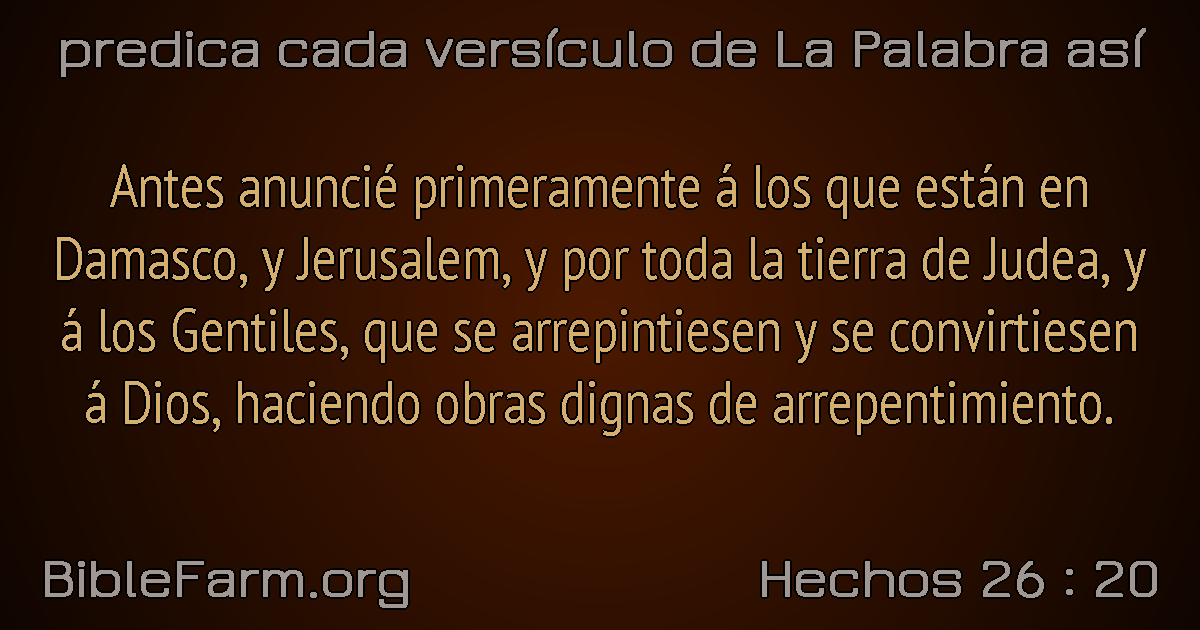 predica cada versículo de La Palabra así
Antes anuncié primeramente á los que están en
Damasco, y Jerusalem, y por toda la tierra de Judea, y
á los Gentiles, que se arrepintiesen y se convirtiesen
á Dios, haciendo obras dignas de arrepentimiento.
BibleFarm.org
Hechos 26 : 20